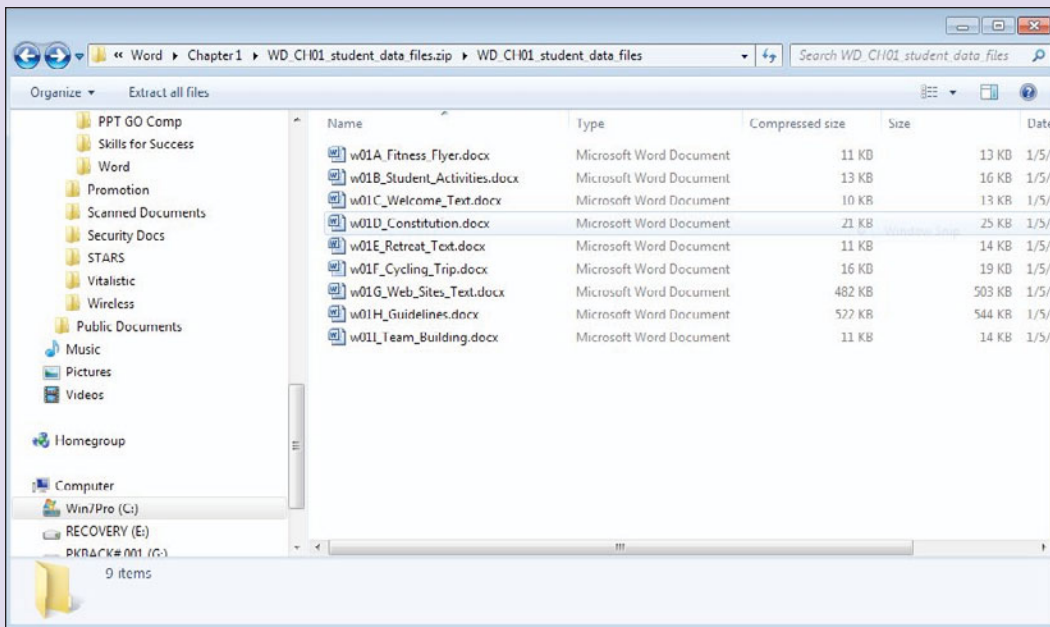 « Word ▸ Chapter1 ▸ WD_CH01_student_data_files.zip ▸ WD_CH01_student_data_files
Search WD_CH01_student_data_files
Organize Extract all files
PPT GO Comp
Skills for Success
Word
Promotion
Scanned Documents
Security Docs
STARS
Vitalistic
Wireless
Public Documents
Music
Pictures
Videos
Homegroup
Computer
Win7Pro (C:)
RECOVERY (E:)
PKBACK# 001 (G:)
Name Type Compressed size Size Date
w01A_Fitness_Flyer.docx Microsoft Word Document 11 KB 13 KB 1/5/
w01B_Student_Activities.docx Microsoft Word Document 13 KB 16 KB 1/5/
w01C_Welcome_Text.docx Microsoft Word Document 10 KB 13 KB 1/5/
w01D_Constitution.docx Microsoft Word Document 21 KB 25 KB 1/5/
Window Snip
w01E_Retreat_Text.docx Microsoft Word Document 11 KB 14 KB 1/5/
w01F_Cycling_Trip.docx Microsoft Word Document 16 KB 19 KB 1/5/
w01G_Web_Sites_Text.docx Microsoft Word Document 482 KB 503 KB 1/5/
w01H_Guidelines.docx Microsoft Word Document 522 KB 544 KB 1/5/
w01I_Team_Building.docx Microsoft Word Document 11 KB 14 KB 1/5/
9 items